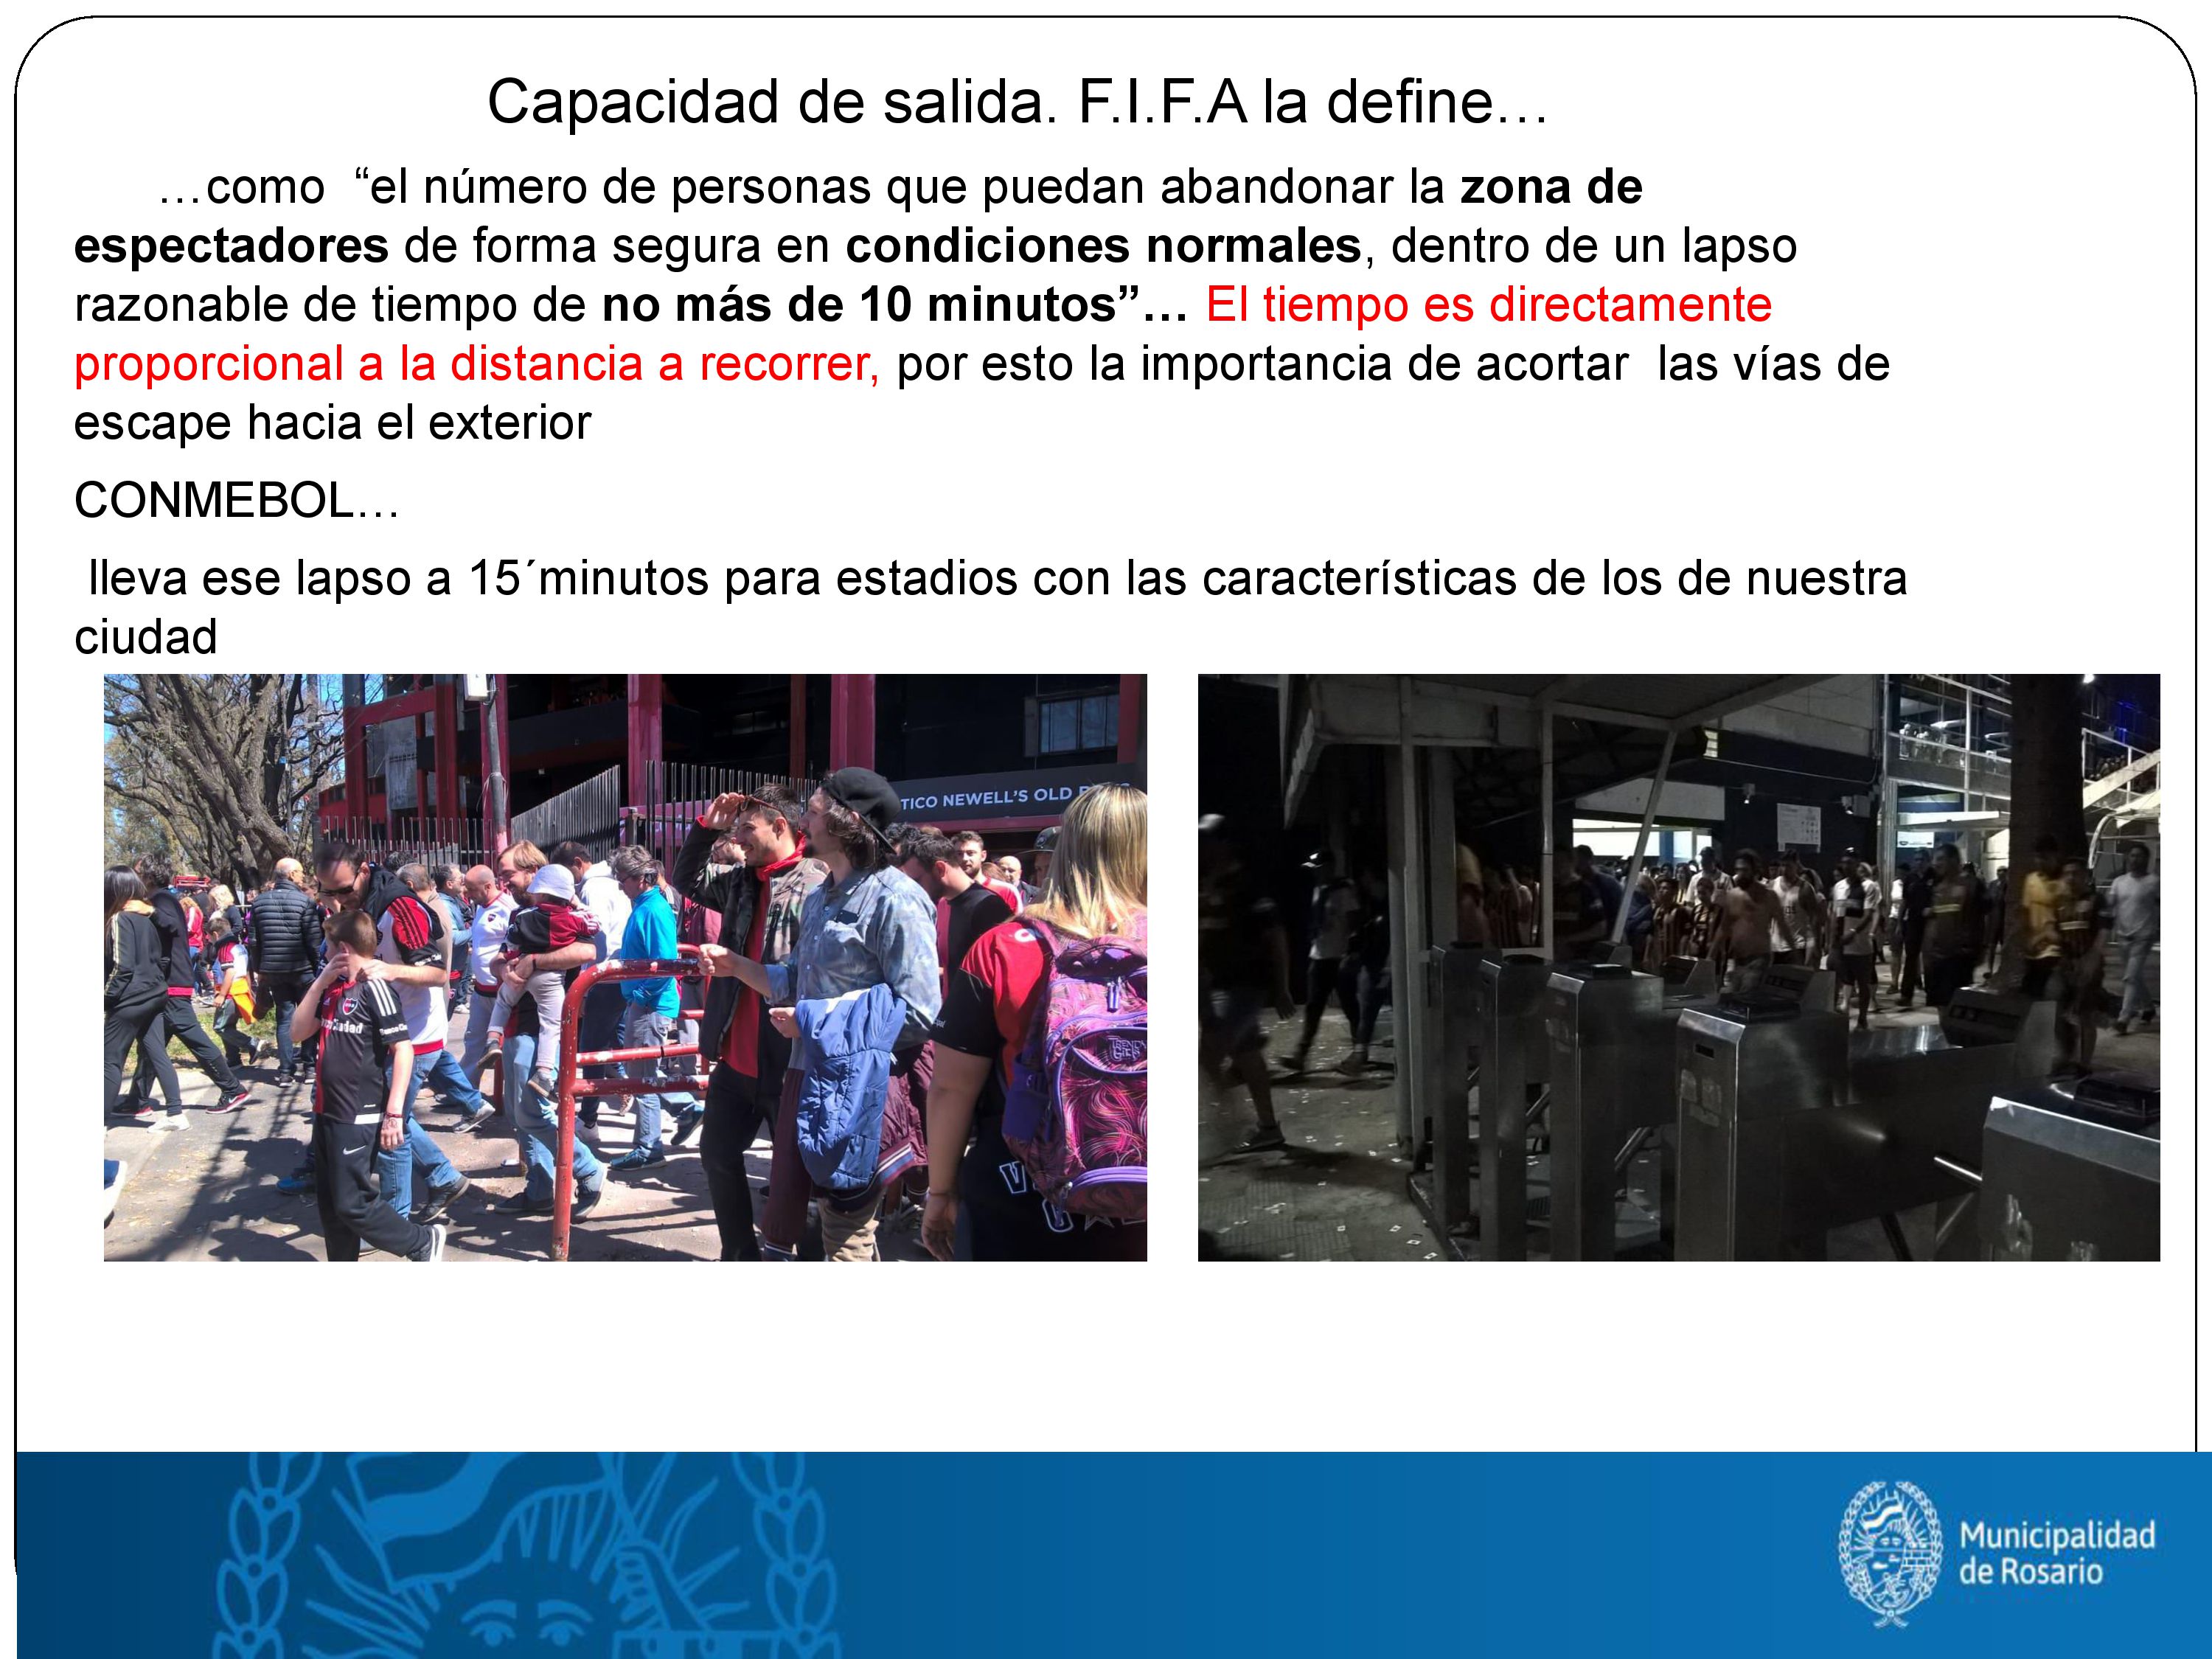 Capacidad de salida. F.I.F.A la define…
…como “el número de personas que puedan abandonar la zona de
espectadores de forma segura en condiciones normales, dentro de un lapso
razonable de tiempo de no más de 10 minutos”… El tiempo es directamente
proporcional a la distancia a recorrer, por esto la importancia de acortar las vías de
escape hacia el exterior
CONMEBOL…
lleva ese lapso a 15´minutos para estadios con las características de los de nuestra
ciudad
TICO NEWELL'S OLD
Municipalidad
de Rosario